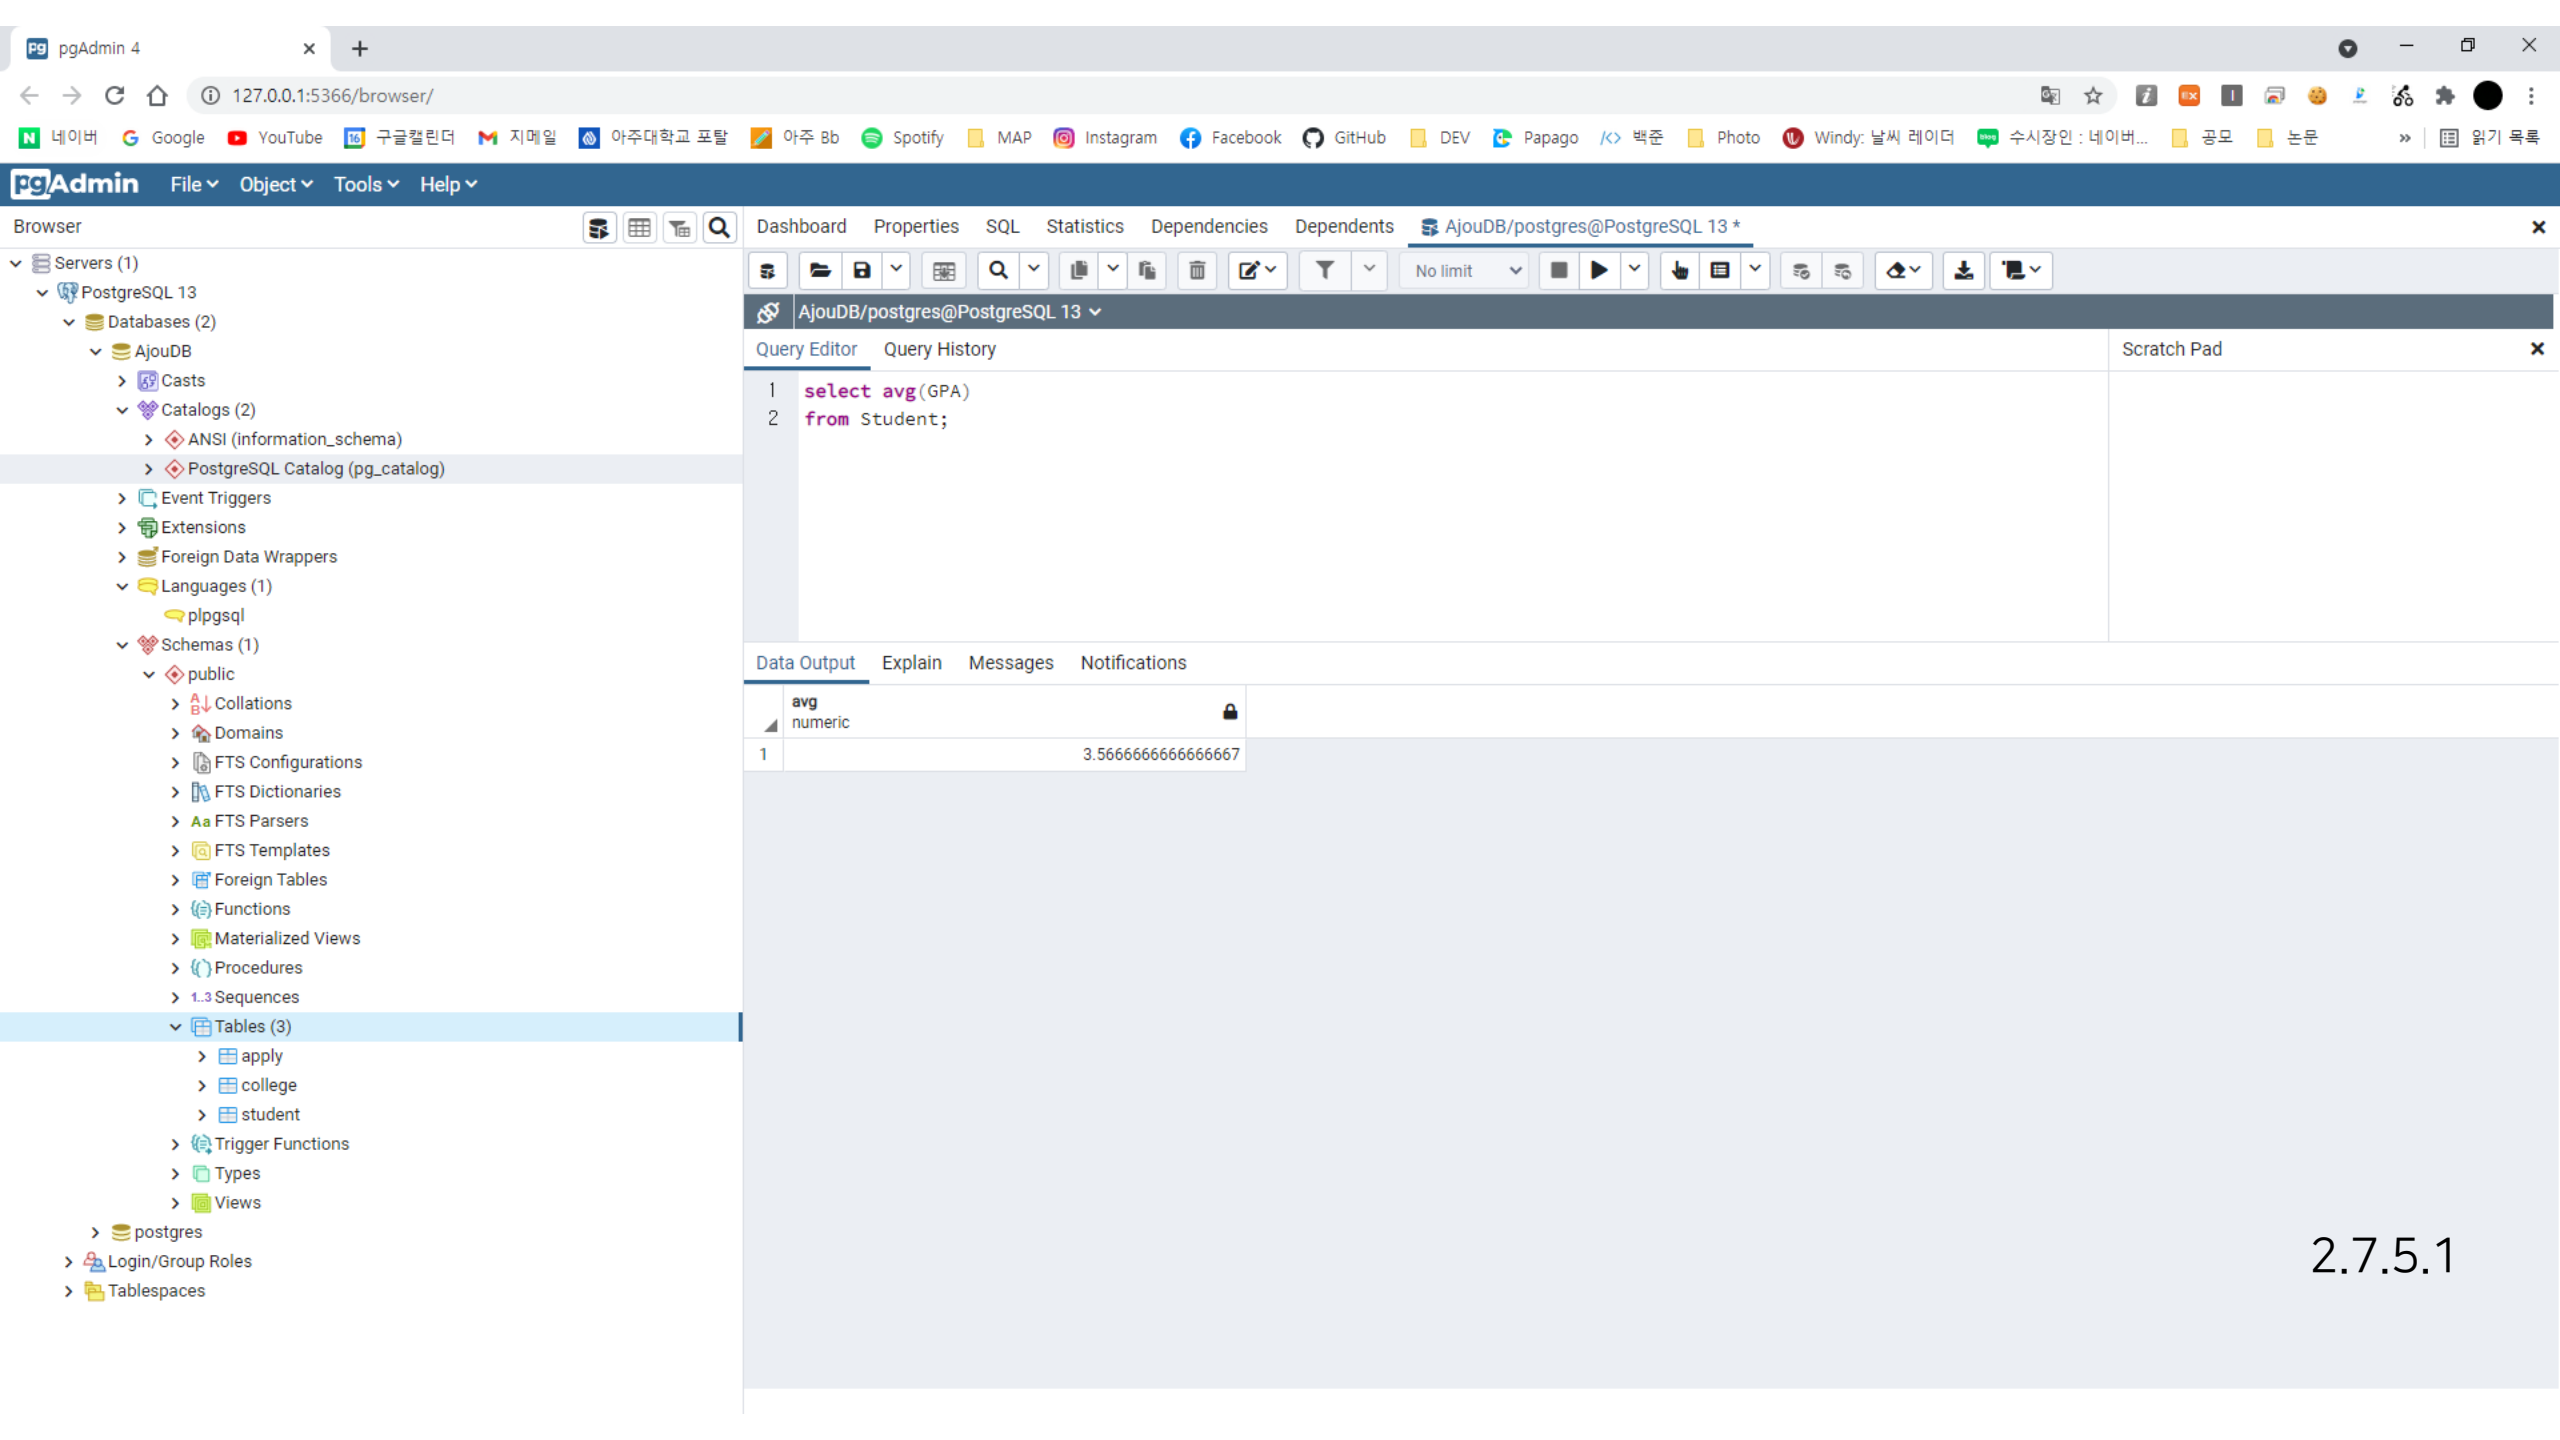 pgAdmin 4
127.0.0.1:5366/browser/
네이버 Google YouTube 16 구글캘린더 지메일 아주대학교 포탈 아주 Bb Spotify MAP Instagram Facebook GitHub DEV Papago 백준 Photo Windy: 날씨 레이더 수시장인 : 네이버... 공모 논문 » 읽기 목록
pgAdmin File Object Tools Help
Browser
Dashboard Properties SQL Statistics Dependencies Dependents AjouDB/postgres@PostgreSQL 13 *
Servers (1)
PostgreSQL 13
Databases (2)
AjouDB
Casts
Catalogs (2)
ANSI (information_schema)
PostgreSQL Catalog (pg_catalog)
Event Triggers
Extensions
Foreign Data Wrappers
Languages (1)
plpgsql
Schemas (1)
public
Collations
Domains
FTS Configurations
FTS Dictionaries
Aa FTS Parsers
FTS Templates
Foreign Tables
Functions
Materialized Views
Procedures
1..3 Sequences
Tables (3)
apply
college
student
Trigger Functions
Types
Views
postgres
Login/Group Roles
Tablespaces
No limit
AjouDB/postgres@PostgreSQL 13
Query Editor Query History
Scratch Pad
1 select avg(GPA)
2 from Student;
Data Output Explain Messages Notifications
avg
numeric
1 3.5666666666666667
2.7.5.1